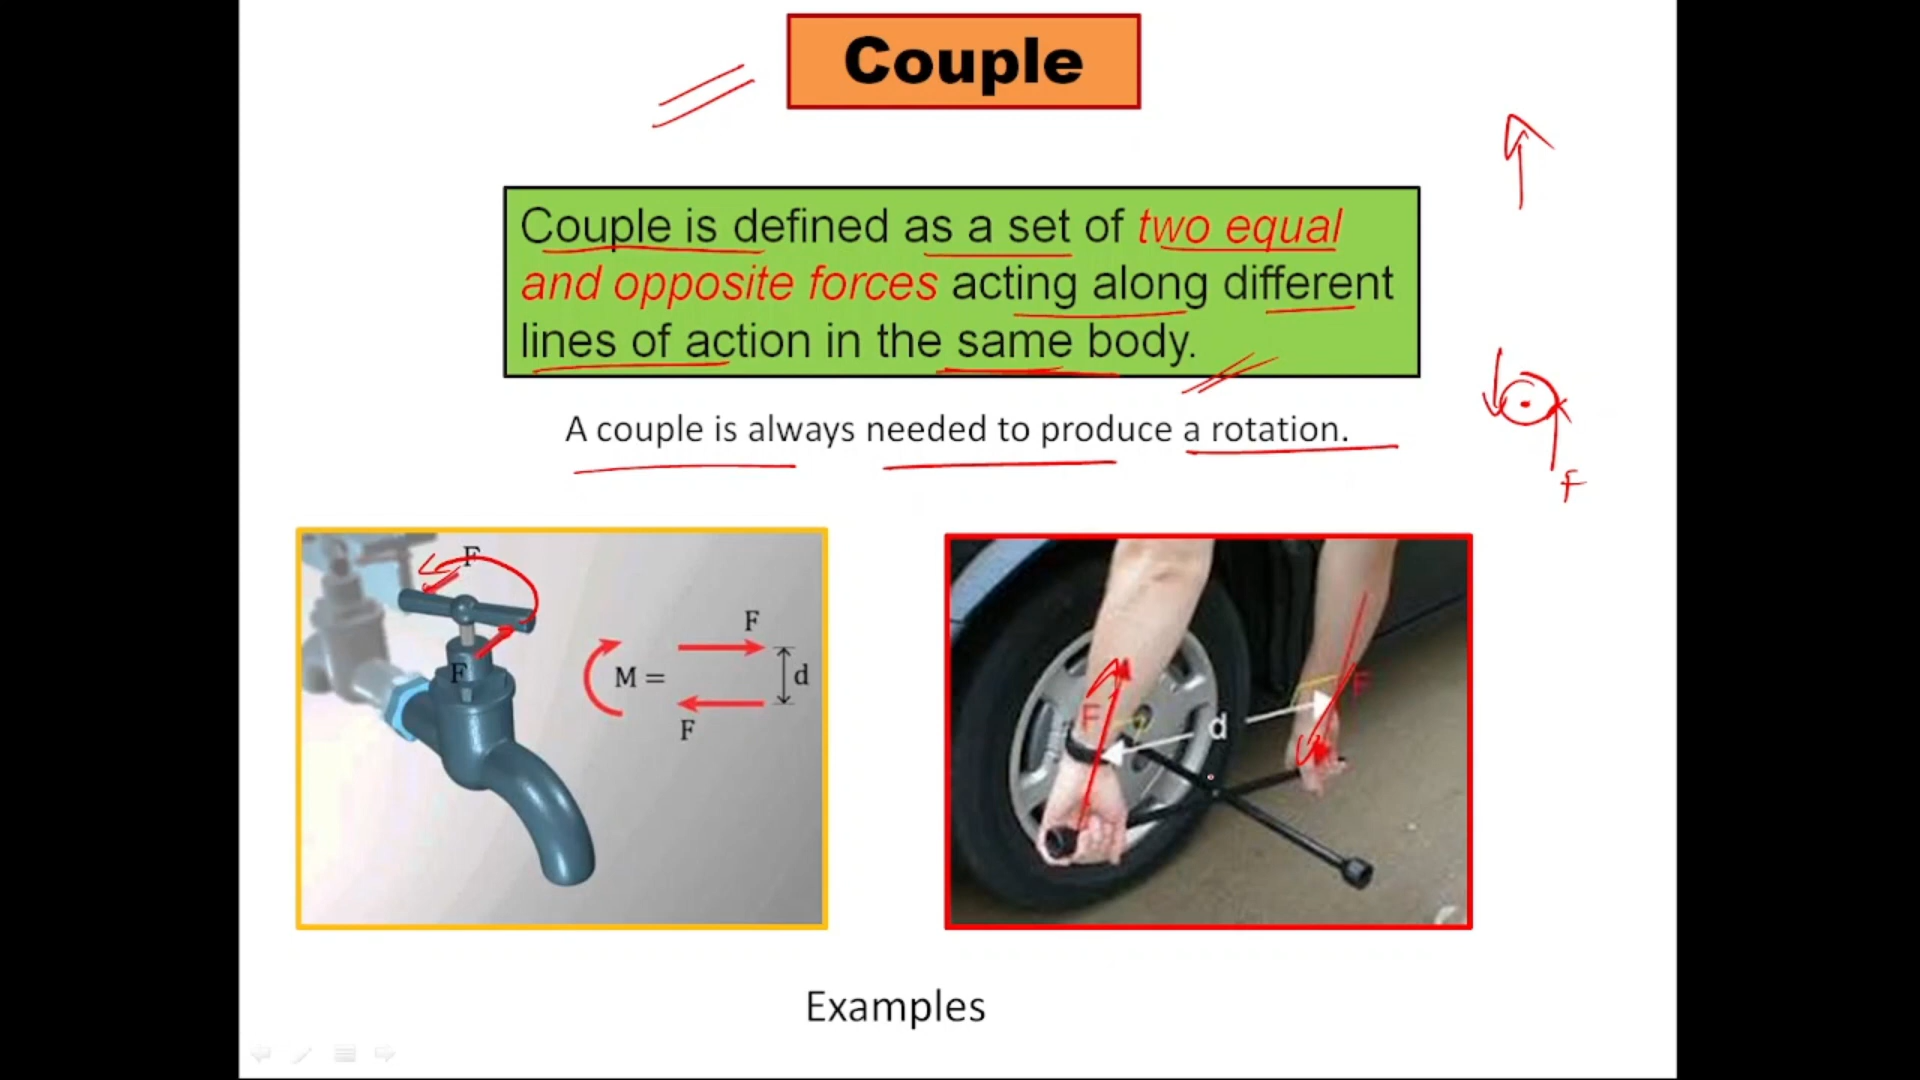 Couple
Couple is defined as a set of two equal
and opposite forces acting along different
lines of action in the same body.
A couple is always needed to produce a rotation.
F
F
F
M =
F
d
F
F
F
d
Examples